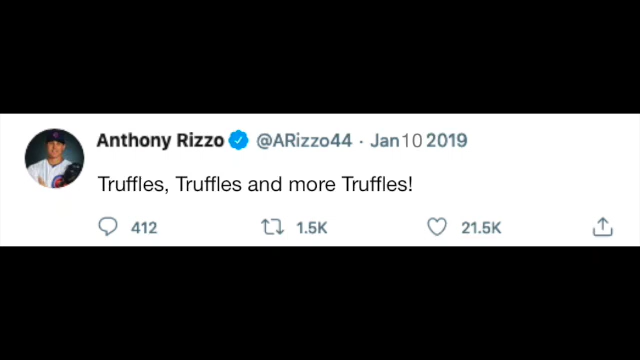 Anthony Rizzo @ARizzo44 · Jan 10 2019
Truffles, Truffles and more Truffles!
412 1.5K 21.5K